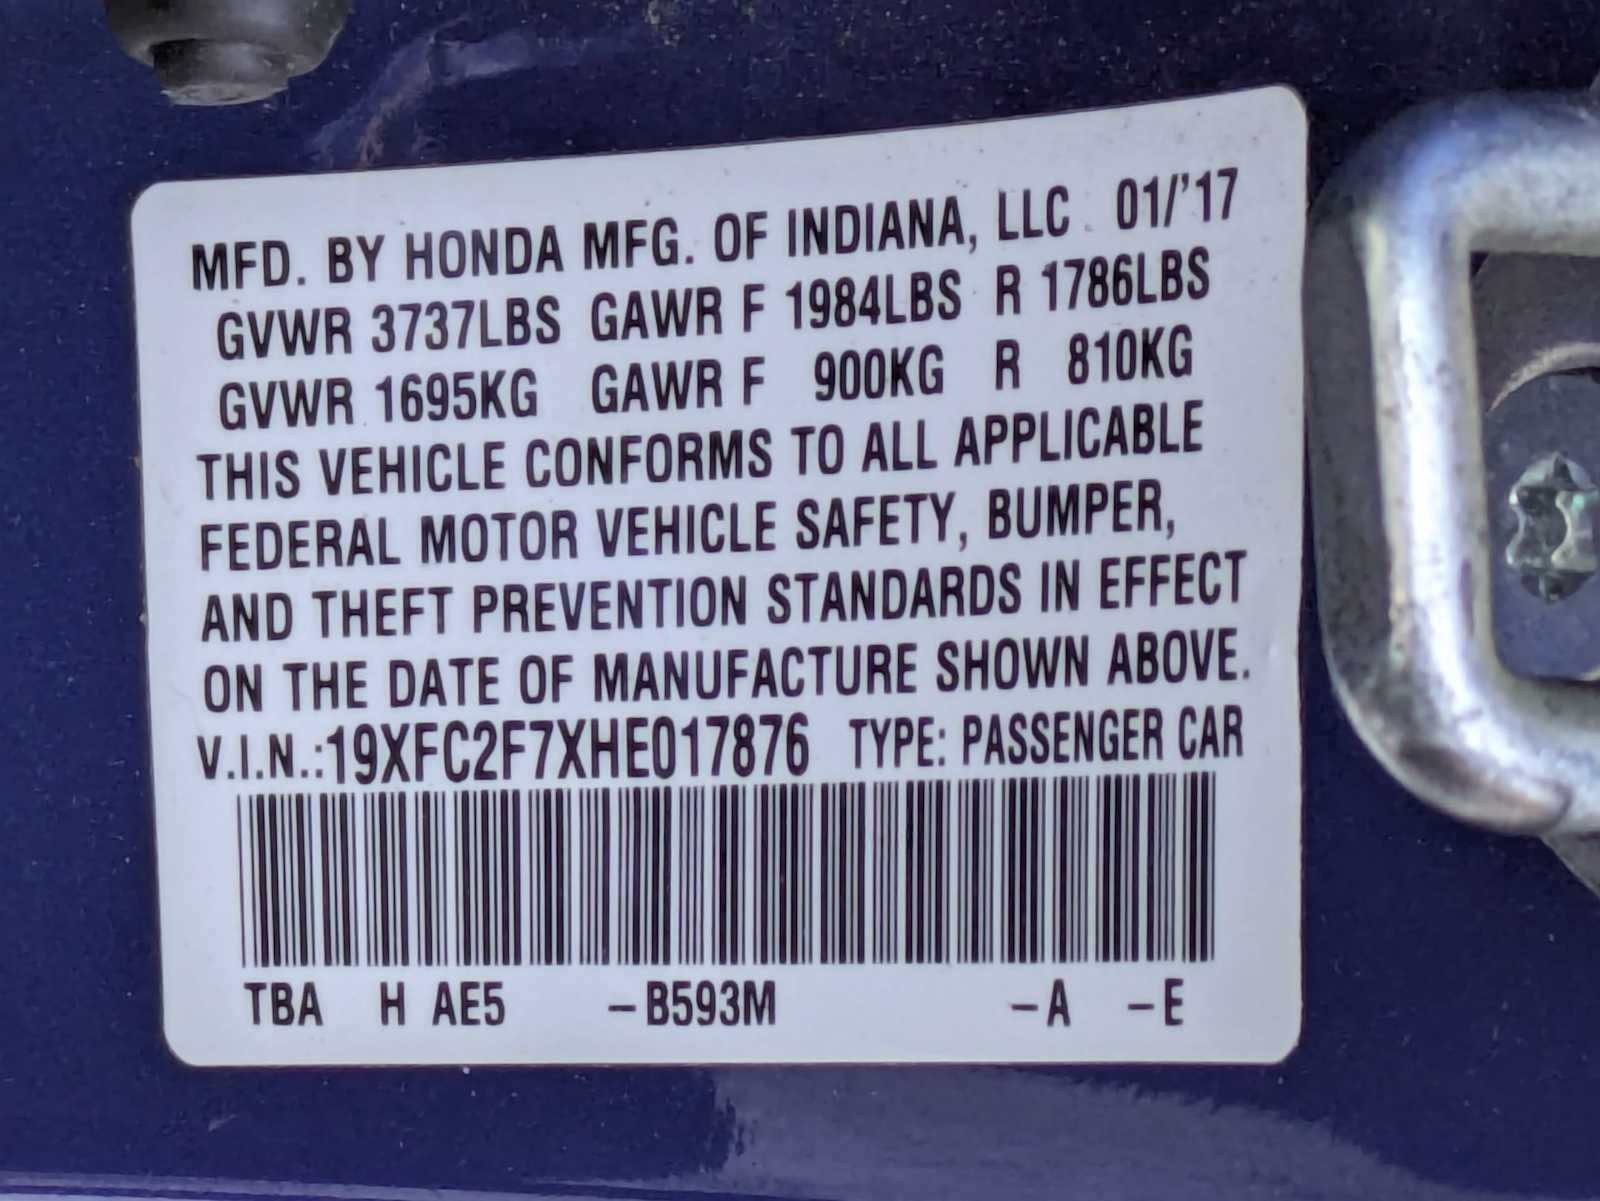 MFD. BY HONDA MFG. OF INDIANA, LLC 01/'17
GVWR 3737LBS GAWR F 1984LBS R 1786LBS
GVWR 1695KG GAWR F 900KG R 810KG
THIS VEHICLE CONFORMS TO ALL APPLICABLE
FEDERAL MOTOR VEHICLE SAFETY, BUMPER,
AND THEFT PREVENTION STANDARDS IN EFFECT
ON THE DATE OF MANUFACTURE SHOWN ABOVE.
V.I.N.:19XFC2F7XHE017876 TYPE: PASSENGER CAR
TBA H AE5 –B593M –A –E